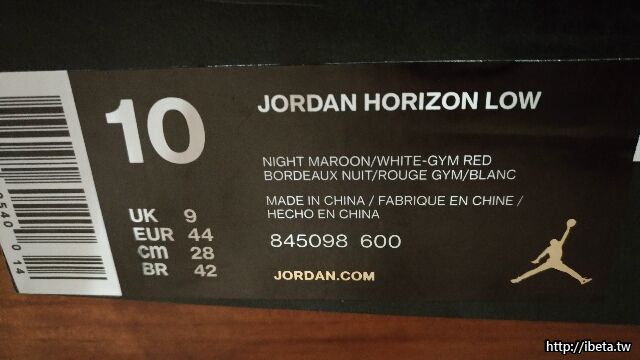 10
JORDAN HORIZON LOW
NIGHT MAROON/WHITE-GYM RED
BORDEAUX NUIT/ROUGE GYM/BLANC
MADE IN CHINA / FABRIQUE EN CHINE /
HECHO EN CHINA
845098 600
JORDAN.COM
UK 9
EUR 44
cm 28
BR 42
http://ibeta.tw